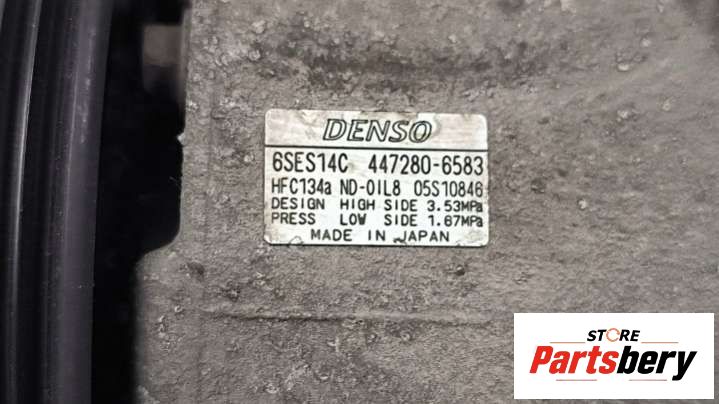 DENSO
6SES14C 447280-6583
HFC134a ND-OIL8 05S10846
DESIGN HIGH SIDE 3.53MPa
PRESS LOW SIDE 1.67MPa
MADE IN JAPAN
STORE
Partsbery